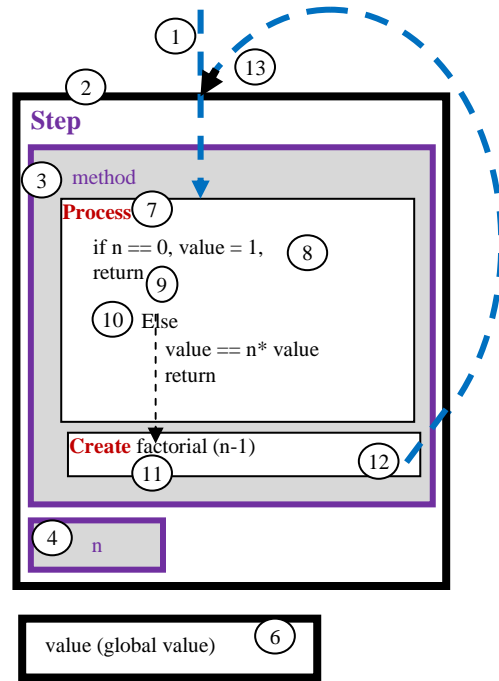 1
13
2
Step
3 method
Process 7
if n == 0, value = 1, 8
return 9
10 Else
value == n* value
return
Create factorial (n-1)
11
12
4 n
value (global value) 6